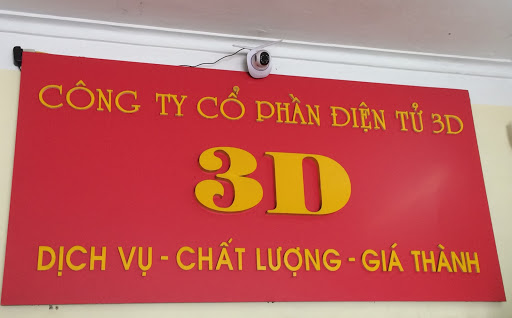 CÔNG TY CỔ PHẦN ĐIỆN TỬ 3D
3D
DỊCH VỤ - CHẤT LƯỢNG - GIÁ THÀNH